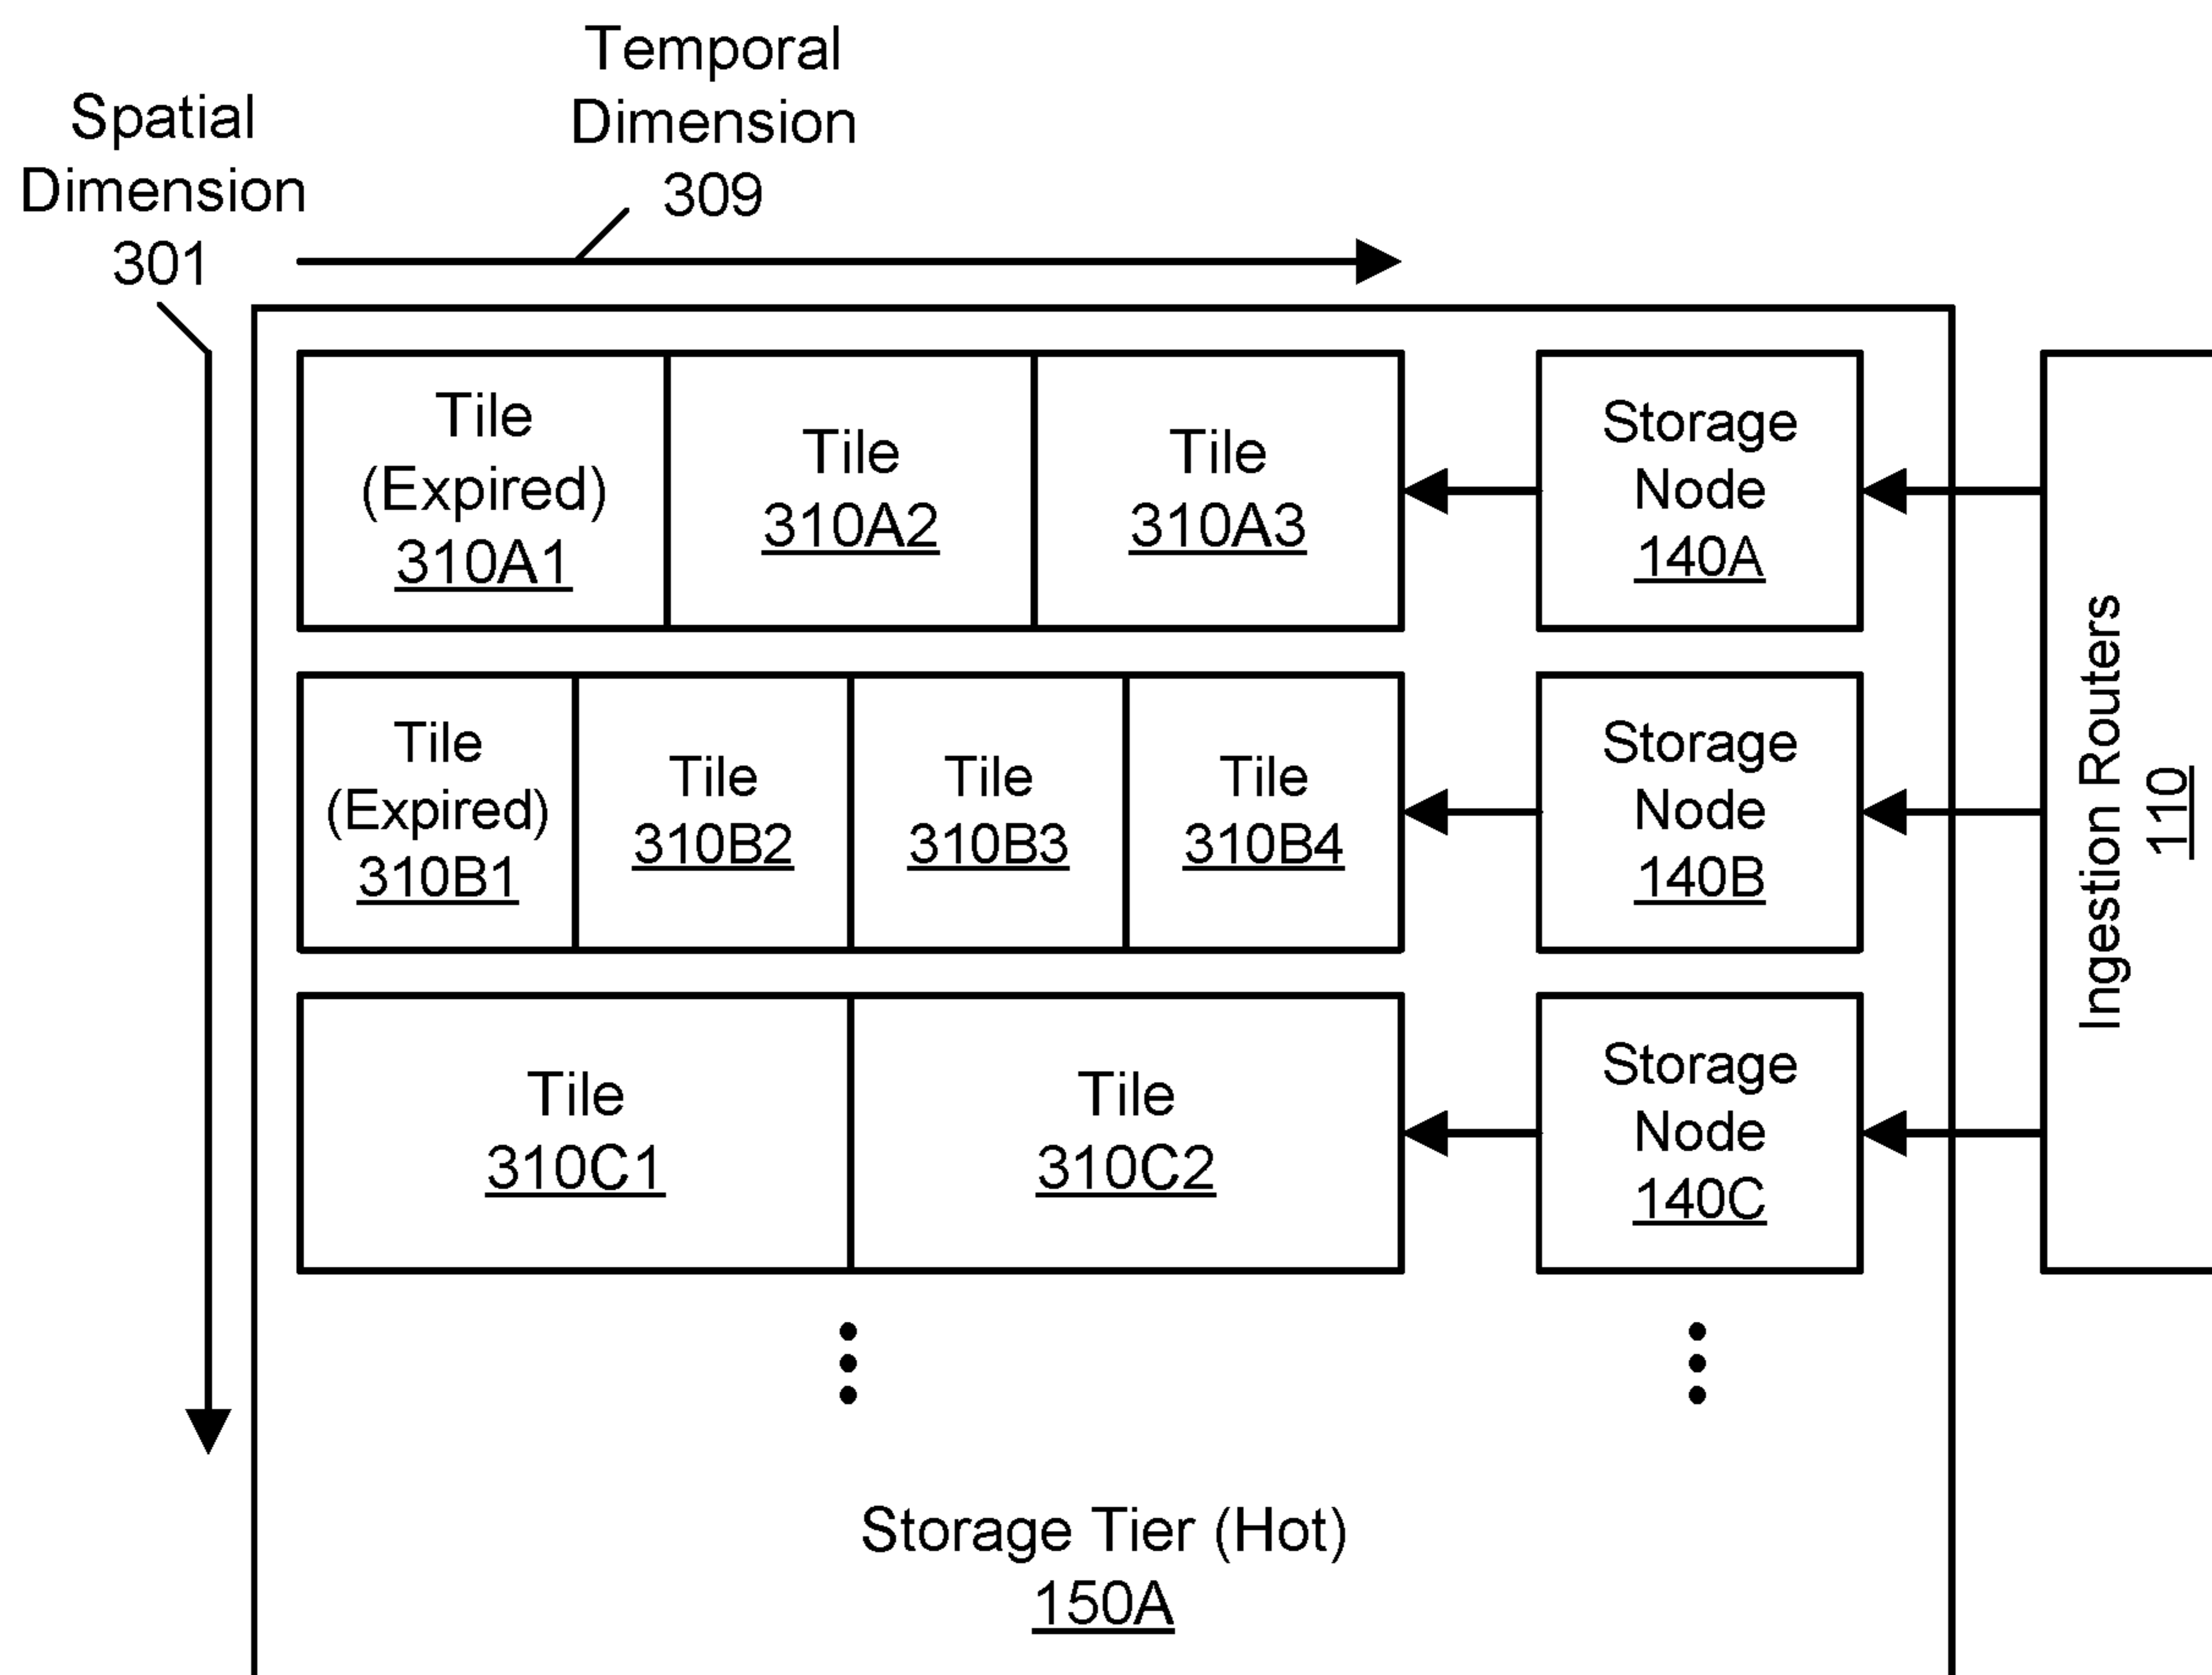 Temporal
Dimension
309
Spatial
Dimension
301
Tile
(Expired)
310A1
Tile
310A2
Tile
310A3
Storage
Node
140A
Tile
(Expired)
310B1
Tile
310B2
Tile
310B3
Tile
310B4
Storage
Node
140B
Tile
310C1
Tile
310C2
Storage
Node
140C
Ingestion Routers
110
Storage Tier (Hot)
150A